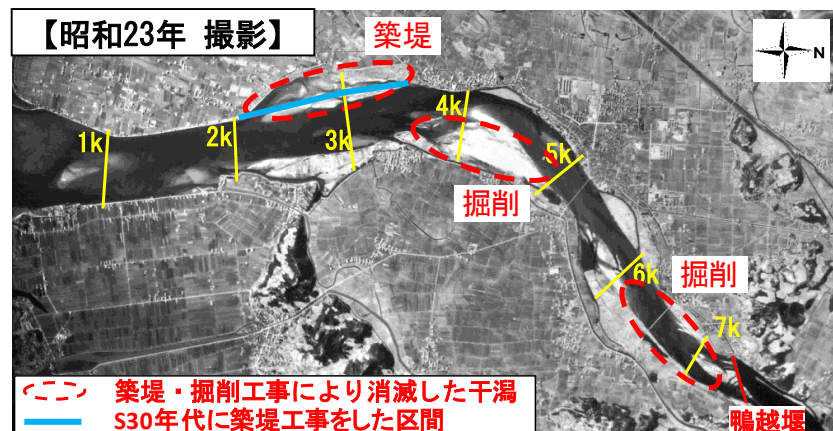 【昭和23年 撮影】
築堤
N
1k
2k
3k
4k
5k
掘削
6k
掘削
7k
鴨越堰
築堤・掘削工事により消滅した干潟
S30年代に築堤工事をした区間